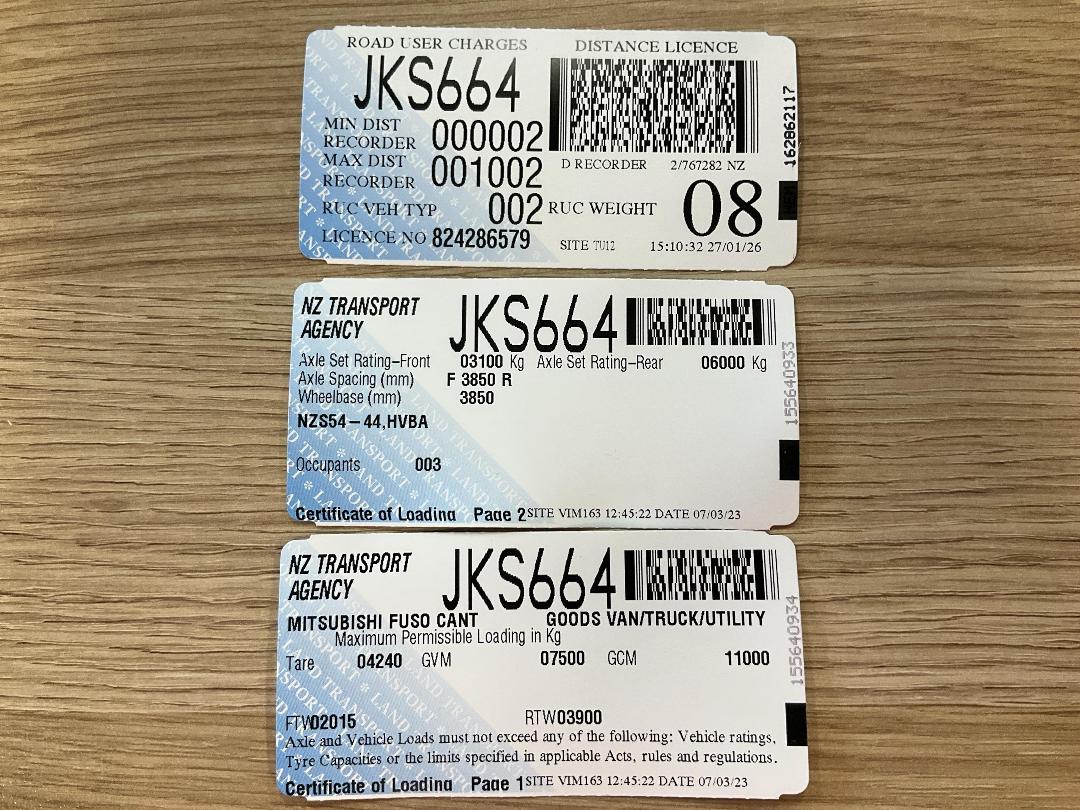 ROAD USER CHARGES DISTANCE LICENCE
JKS664
MIN DIST RECORDER 000002
MAX DIST RECORDER 001002
D RECORDER 2/767282 NZ
RUC VEH TYP 002 RUC WEIGHT 08
LICENCE NO 824286579 SITE TU12 15:10:32 27/01/26
162862117
NZ TRANSPORT AGENCY JKS664
Axle Set Rating-Front 03100 Kg Axle Set Rating-Rear 06000 Kg
Axle Spacing (mm) F 3850 R
Wheelbase (mm) 3850
NZS54-44,HVBA
Occupants 003
Certificate of Loading Page 2 SITE VIM163 12:45:22 DATE 07/03/23
155640933
NZ TRANSPORT AGENCY JKS664
MITSUBISHI FUSO CANT GOODS VAN/TRUCK/UTILITY
Maximum Permissible Loading in Kg
Tare 04240 GVM 07500 GCM 11000
FTW02015 RTW03900
Axle and Vehicle Loads must not exceed any of the following: Vehicle ratings,
Tyre Capacities or the limits specified in applicable Acts, rules and regulations.
Certificate of Loading Page 1 SITE VIM163 12:45:22 DATE 07/03/23
155640934